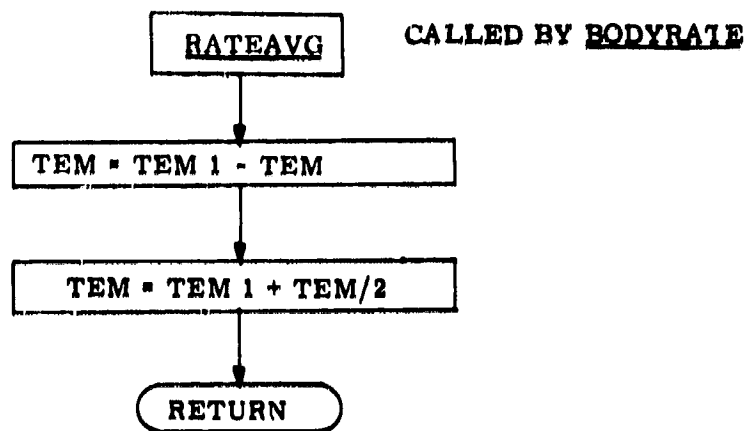 RATEAVG
CALLED BY BODYRATE
TEM = TEM 1 - TEM
TEM = TEM 1 + TEM/2
RETURN